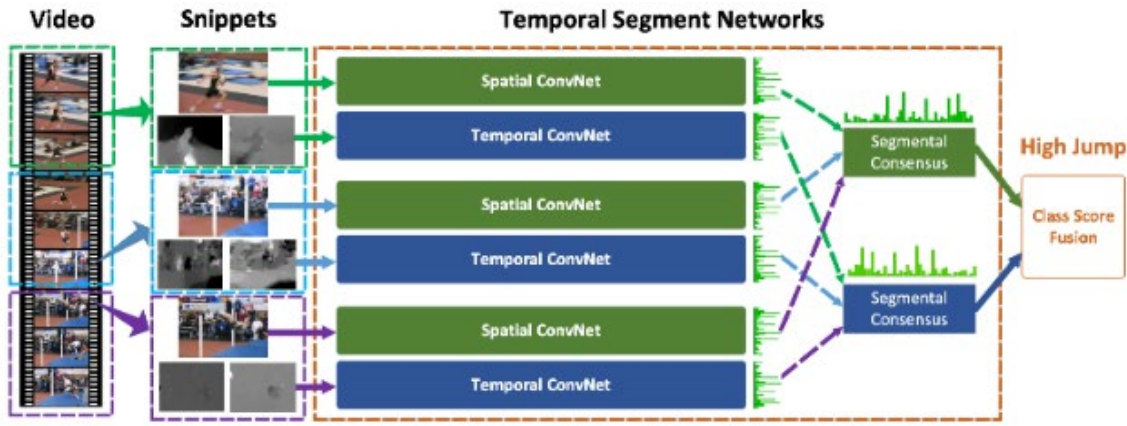 Video
Snippets
Temporal Segment Networks
Spatial ConvNet
Temporal ConvNet
Spatial ConvNet
Temporal ConvNet
Spatial ConvNet
Temporal ConvNet
Segmental
Consensus
Segmental
Consensus
High Jump
Class Score
Fusion